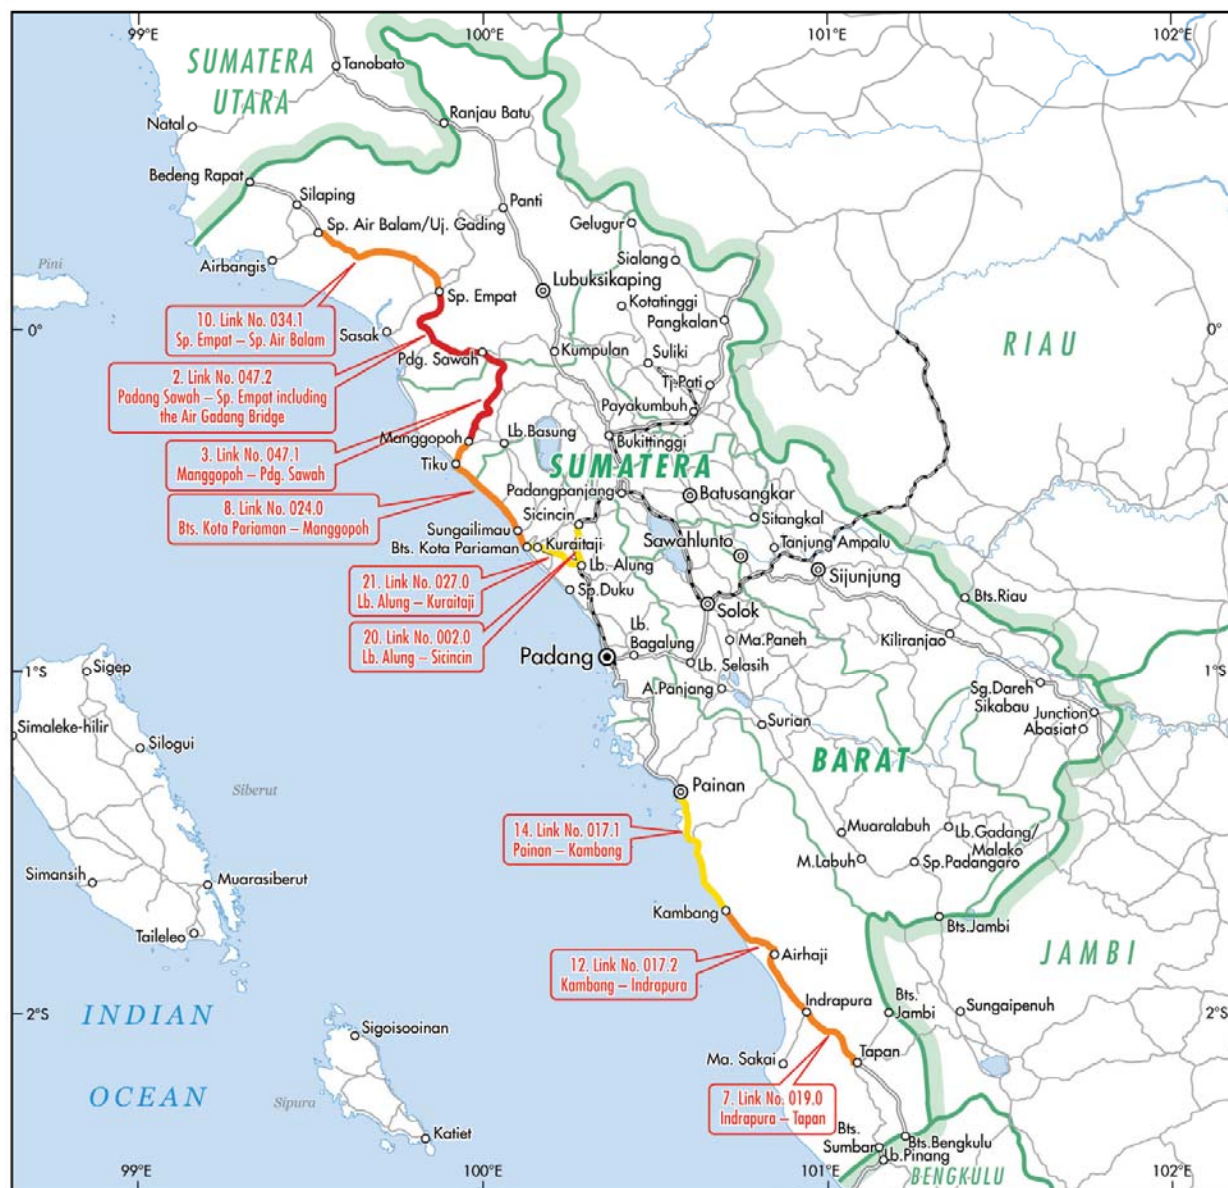 99°E
100°E
101°E
102°E
SUMATERA
UTARA
Tanobato
Natal
Ranjau Batu
Bedeng Rapat
Silaping
Panti
Sp. Air Balam/Uj. Gading
Gelugur
Airbangis
Sialang
Pini
Lubuksikaping
Sp. Empat
Kotatinggi
Pangkalan
10. Link No. 034.1
Sp. Empat – Sp. Air Balam
0°
Sasak
0°
RIAU
Pdg. Sawah
Kumpulan
Suliki
2. Link No. 047.2
Padang Sawah – Sp. Empat including
the Air Gadang Bridge
Tj.Pati
Payakumbuh
Manggopoh
Lb.Basung
Bukittinggi
3. Link No. 047.1
Manggopoh – Pdg. Sawah
Tiku
SUMATERA
Padangpanjang
Batusangkar
8. Link No. 024.0
Bts. Kota Pariaman – Manggopoh
Sicincin
Sitangkal
Sungailimau
Sawahlunto
Tanjung Ampalu
Bts. Kota Pariaman
Kuraitaji
Lb. Alung
Sijunjung
21. Link No. 027.0
Lb. Alung – Kuraitaji
Sp.Duku
Bts.Riau
Solok
20. Link No. 002.0
Lb. Alung – Sicincin
Lb.
Bagalung
Ma.Paneh
Kiliranjao
Padang
Lb. Selasih
1°S
Sigep
1°S
A.Panjang
Sg.Dareh
Sikabau
Simaleke-hilir
Surian
Junction
Abasiat
Silogui
BARAT
Siberut
Painan
14. Link No. 017.1
Painan – Kambang
Muaralabuh
Lb.Gadang/
Malako
M.Labuh
Sp.Padangaro
Simansih
Muarasiberut
Kambang
Bts.Jambi
Taileleo
Airhaji
JAMBI
12. Link No. 017.2
Kambang – Indrapura
Indrapura
Bts.
Jambi
Sungaipenuh
2°S
INDIAN
OCEAN
2°S
Sigoisooinan
Ma. Sakai
Tapan
Sipura
7. Link No. 019.0
Indrapura – Tapan
Katiet
Bts.
Sumbar
Bts.Bengkulu
Lb.Pinang
BENGKULU
99°E
100°E
101°E
102°E